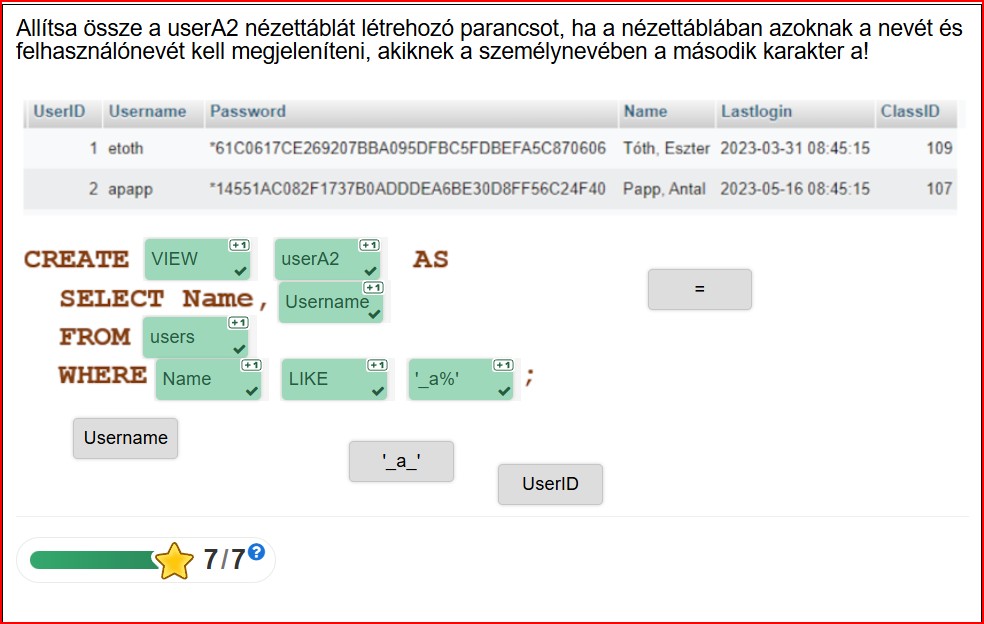 Állítsa össze a userA2 nézettáblát létrehozó parancsot, ha a nézettáblában azoknak a nevét és
felhasználónevét kell megjeleníteni, akiknek a személynevében a második karakter a!
UserID Username Password Name Lastlogin ClassID
1 etoth *61C0617CE269207BBA095DFBC5FDBEFA5C870606 Tóth, Eszter 2023-03-31 08:45:15 109
2 apapp *14551AC082F1737B0ADDDEA6BE30D8FF56C24F40 Papp, Antal 2023-05-16 08:45:15 107
CREATE VIEW +1 userA2 +1 AS
=
SELECT Name, Username +1
FROM users +1
WHERE Name +1 LIKE +1 '_a%' +1 ;
Username
'_a_'
UserID
7/7 ?